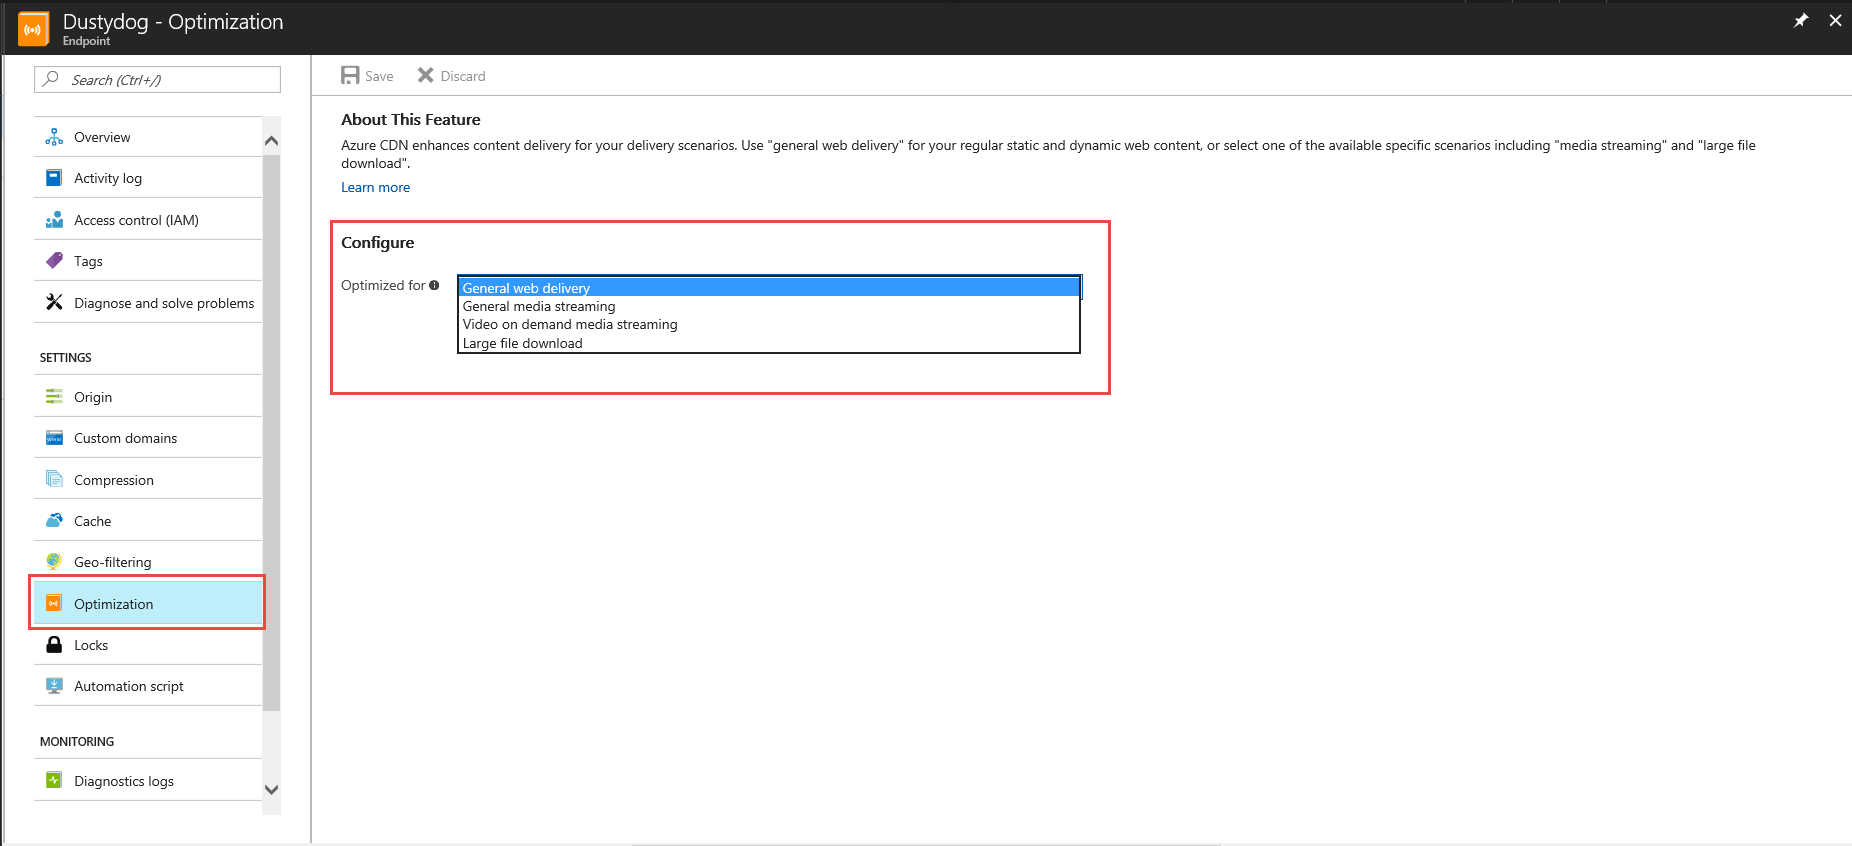 Dustydog - Optimization
Endpoint
Search (Ctrl+/)
Overview
Activity log
Access control (IAM)
Tags
Diagnose and solve problems
SETTINGS
Origin
Custom domains
Compression
Cache
Geo-filtering
Optimization
Locks
Automation script
MONITORING
Diagnostics logs
Save Discard
About This Feature
Azure CDN enhances content delivery for your delivery scenarios. Use "general web delivery" for your regular static and dynamic web content, or select one of the available specific scenarios including "media streaming" and "large file
download".
Learn more
Configure
Optimized for
General web delivery
General media streaming
Video on demand media streaming
Large file download